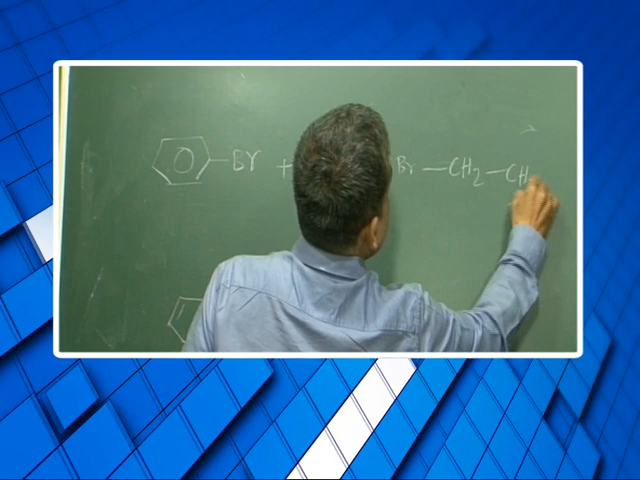 Br + Br — CH2 — CH